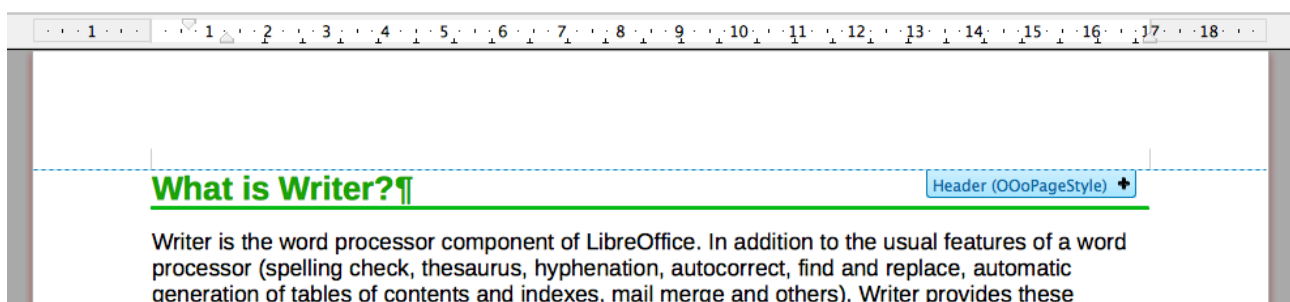 1 1 2 3 4 5 6 7 8 9 10 11 12 13 14 15 16 17 18
What is Writer?¶
Header (OOoPageStyle) +
Writer is the word processor component of LibreOffice. In addition to the usual features of a word
processor (spelling check, thesaurus, hyphenation, autocorrect, find and replace, automatic
generation of tables of contents and indexes, mail merge and others), Writer provides these